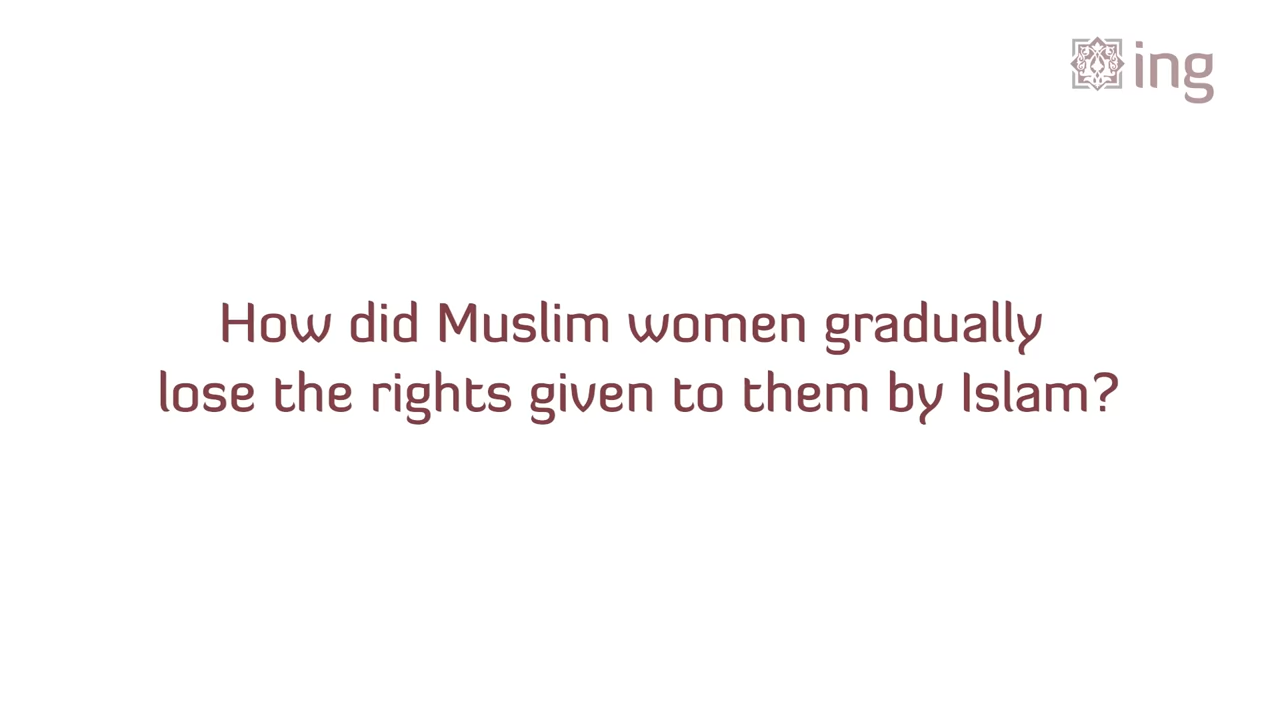 ing
How did Muslim women gradually
lose the rights given to them by Islam?